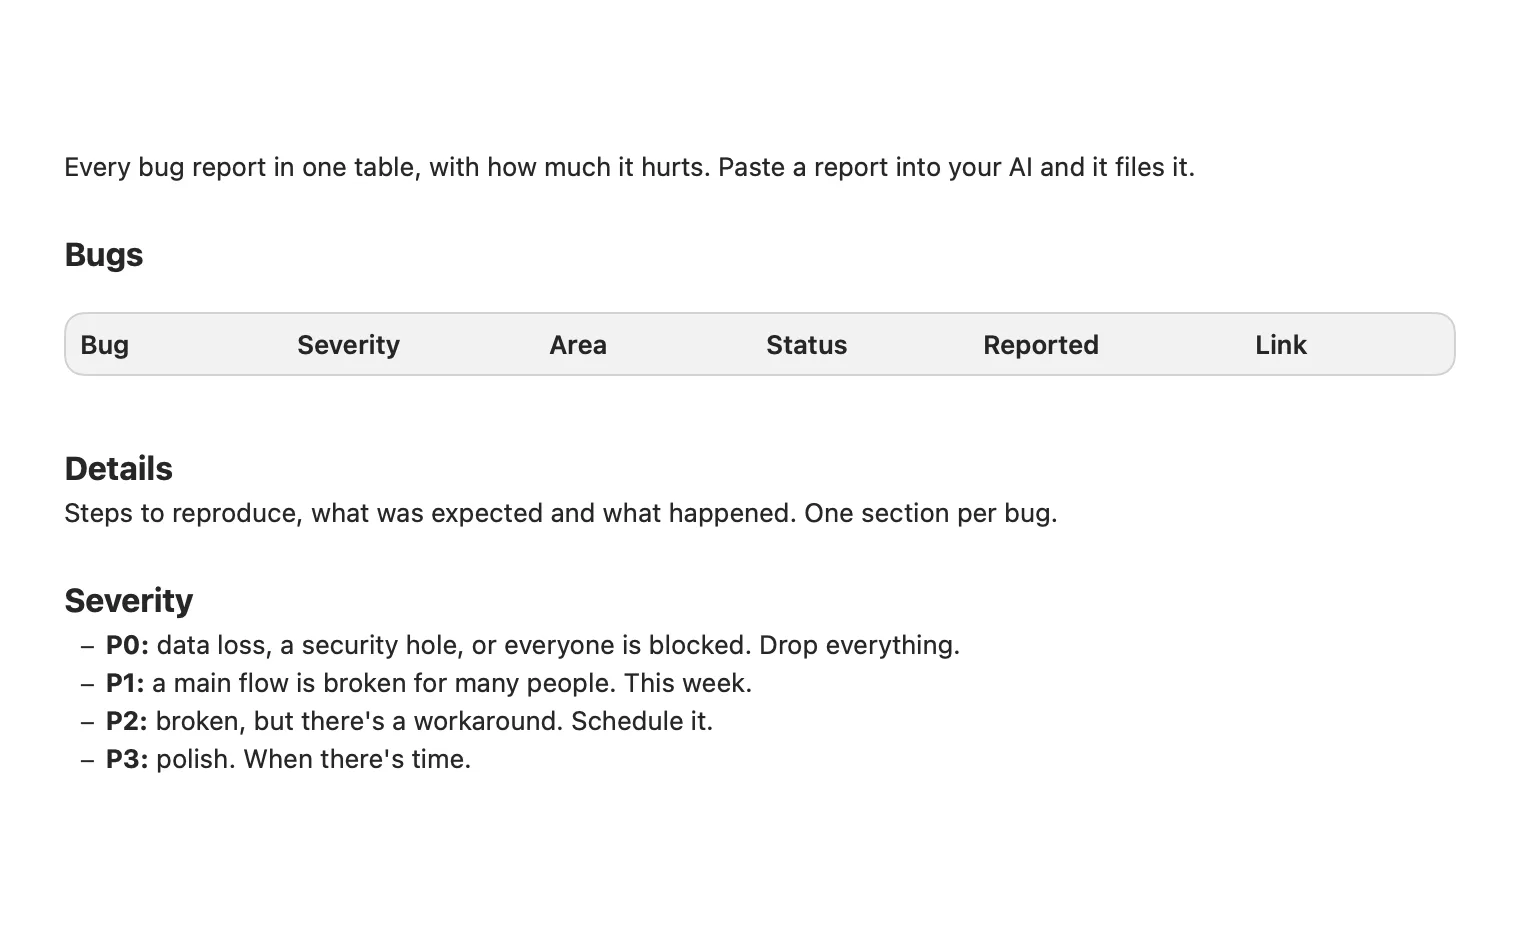 Every bug report in one table, with how much it hurts. Paste a report into your AI and it files it.
Bugs
Bug Severity Area Status Reported Link
Details
Steps to reproduce, what was expected and what happened. One section per bug.
Severity
– P0: data loss, a security hole, or everyone is blocked. Drop everything.
– P1: a main flow is broken for many people. This week.
– P2: broken, but there's a workaround. Schedule it.
– P3: polish. When there's time.